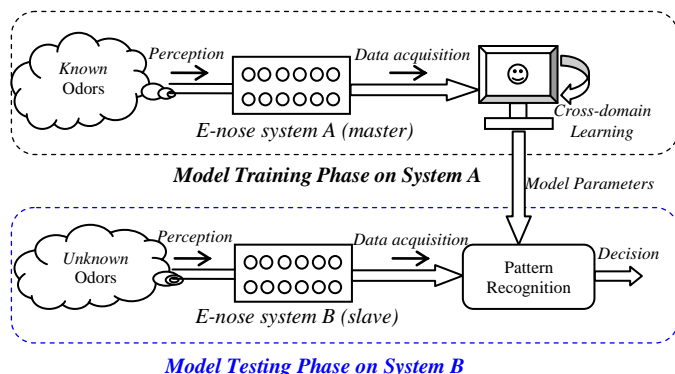 Known
Odors
Perception
Data acquisition
E-nose system A (master)
Cross-domain
Learning
Model Training Phase on System A
Model Parameters
Unknown
Odors
Perception
Data acquisition
E-nose system B (slave)
Pattern
Recognition
Decision
Model Testing Phase on System B